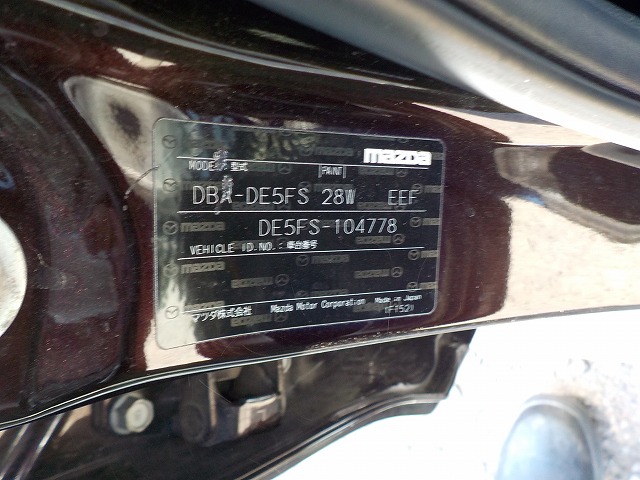 mazda
MODEL 型式 PAINT
DBA-DE5FS 28W EEF
DE5FS-104778
VEHICLE ID.NO.: 車台番号
マツダ株式会社 Mazda Motor Corporation Made in Japan